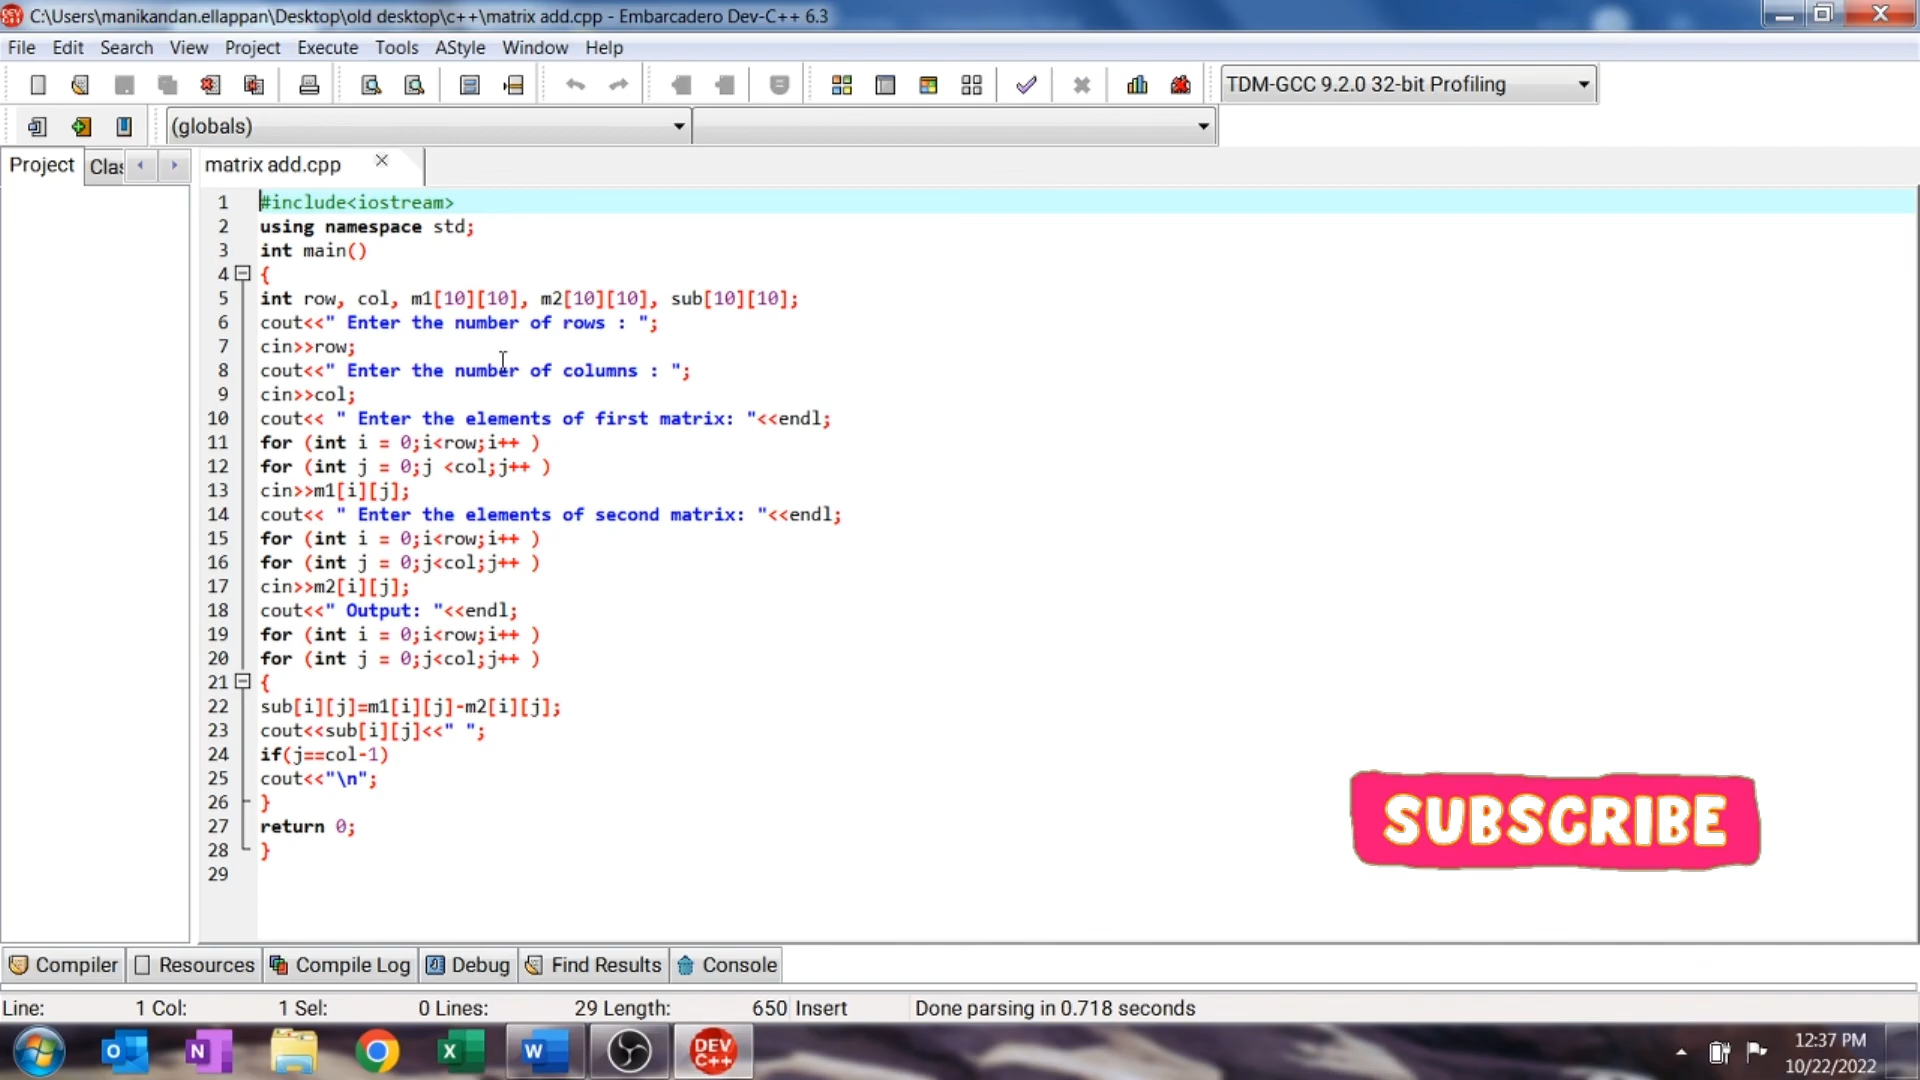 C:\Users\manikandan.ellappan\Desktop\old desktop\c++\matrix add.cpp - Embarcadero Dev-C++ 6.3
File Edit Search View Project Execute Tools AStyle Window Help
TDM-GCC 9.2.0 32-bit Profiling
(globals)
Project Clas matrix add.cpp
1 #include<iostream>
2 using namespace std;
3 int main()
4 {
5 int row, col, m1[10][10], m2[10][10], sub[10][10];
6 cout<<" Enter the number of rows : ";
7 cin>>row;
8 cout<<" Enter the number of columns : ";
9 cin>>col;
10 cout<< " Enter the elements of first matrix: "<<endl;
11 for (int i = 0;i<row;i++ )
12 for (int j = 0;j <col;j++ )
13 cin>>m1[i][j];
14 cout<< " Enter the elements of second matrix: "<<endl;
15 for (int i = 0;i<row;i++ )
16 for (int j = 0;j<col;j++ )
17 cin>>m2[i][j];
18 cout<<" Output: "<<endl;
19 for (int i = 0;i<row;i++ )
20 for (int j = 0;j<col;j++ )
21 {
22 sub[i][j]=m1[i][j]-m2[i][j];
23 cout<<sub[i][j]<<" ";
24 if(j==col-1)
25 cout<<"\n";
26 }
27 return 0;
28 }
29
SUBSCRIBE
Compiler Resources Compile Log Debug Find Results Console
Line: 1 Col: 1 Sel: 0 Lines: 29 Length: 650 Insert Done parsing in 0.718 seconds
O N X W DEV C++
12:37 PM
10/22/2022